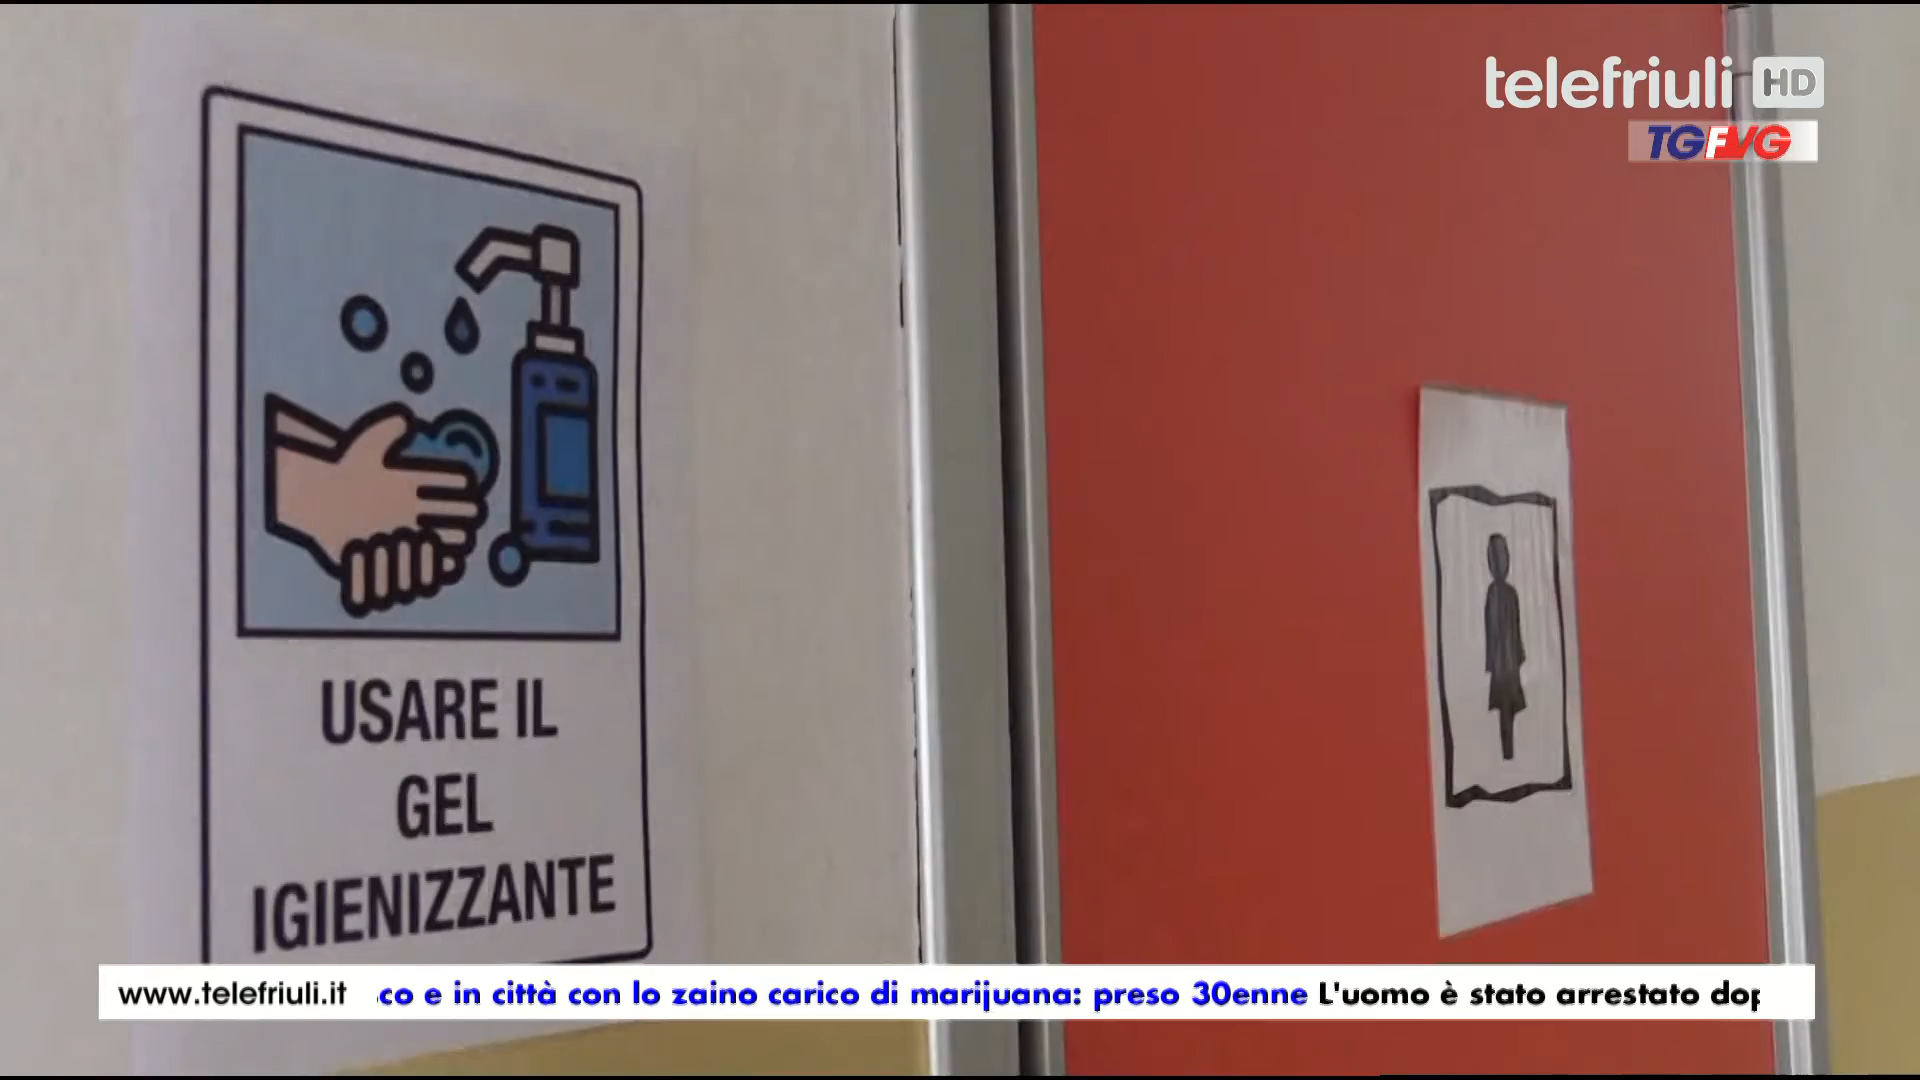 telefriuli HD
TGFVG
USARE IL
GEL
IGIENIZZANTE
www.telefriuli.it co e in città con lo zaino carico di marijuana: preso 30enne L'uomo è stato arrestato